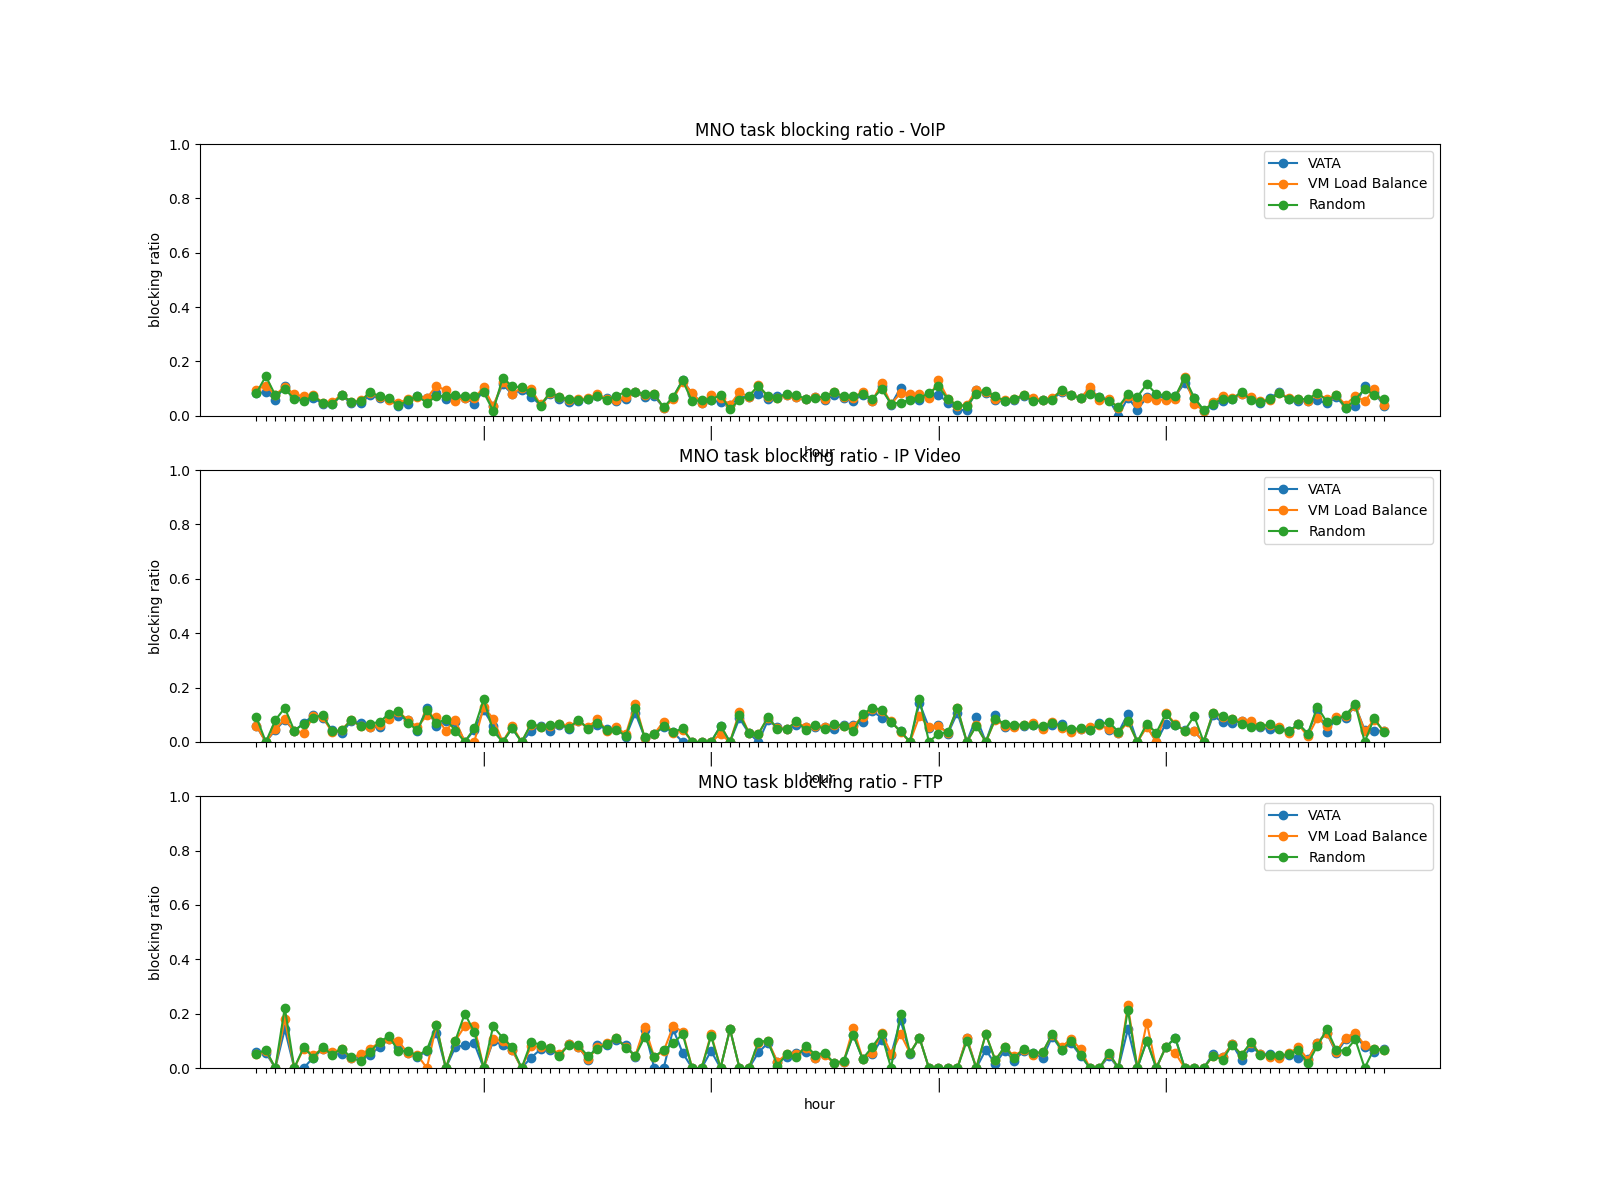 MNO task blocking ratio - VoIP
1.0
0.8
0.6
0.4
0.2
0.0
blocking ratio
VATA
VM Load Balance
Random
hour
MNO task blocking ratio - IP Video
1.0
0.8
0.6
0.4
0.2
0.0
blocking ratio
VATA
VM Load Balance
Random
hour
MNO task blocking ratio - FTP
1.0
0.8
0.6
0.4
0.2
0.0
blocking ratio
VATA
VM Load Balance
Random
hour